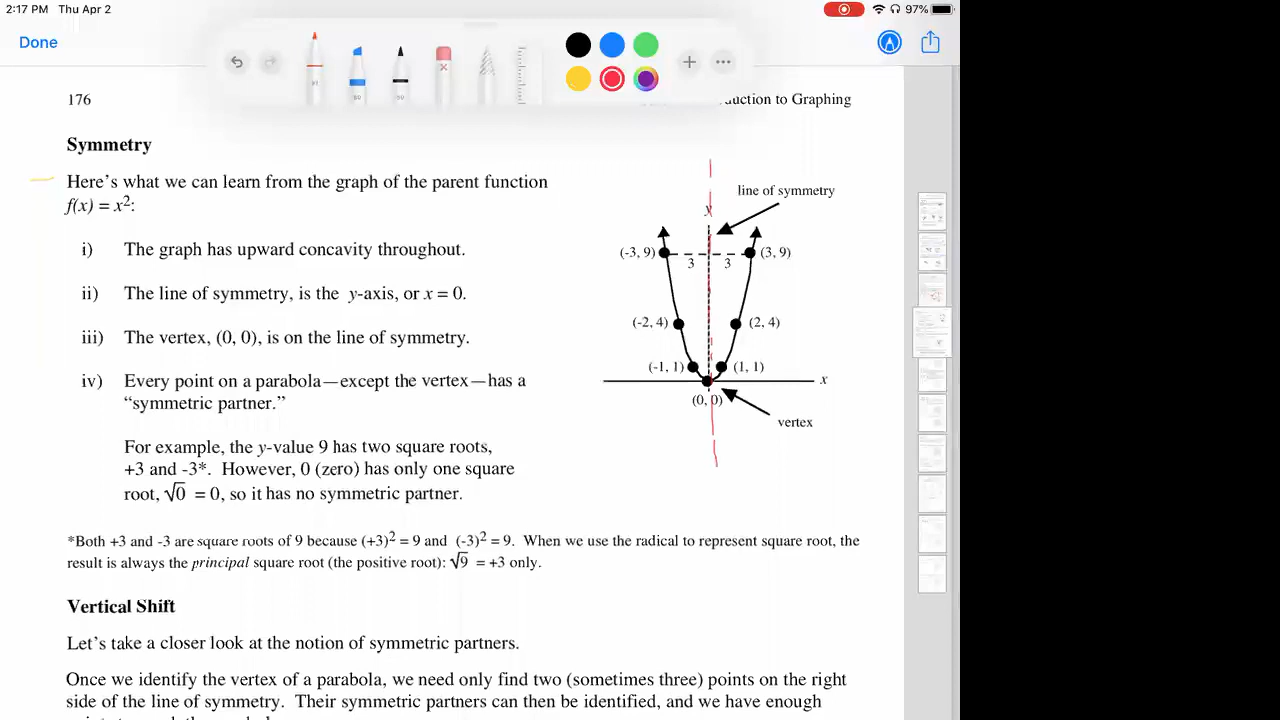 2:17 PM Thu Apr 2
97%
Done
176
uction to Graphing
Symmetry
Here's what we can learn from the graph of the parent function
f(x) = x²:
i) The graph has upward concavity throughout.
ii) The line of symmetry, is the y-axis, or x = 0.
iii) The vertex, (0, 0), is on the line of symmetry.
iv) Every point on a parabola—except the vertex—has a
“symmetric partner.”
For example, the y-value 9 has two square roots,
+3 and -3*. However, 0 (zero) has only one square
root, √0 = 0, so it has no symmetric partner.
line of symmetry
y
(-3, 9)
3
3
(3, 9)
(-2, 4)
(2, 4)
(-1, 1)
(1, 1)
x
(0, 0)
vertex
*Both +3 and -3 are square roots of 9 because (+3)² = 9 and (-3)² = 9. When we use the radical to represent square root, the
result is always the principal square root (the positive root): √9 = +3 only.
Vertical Shift
Let's take a closer look at the notion of symmetric partners.
Once we identify the vertex of a parabola, we need only find two (sometimes three) points on the right
side of the line of symmetry. Their symmetric partners can then be identified, and we have enough